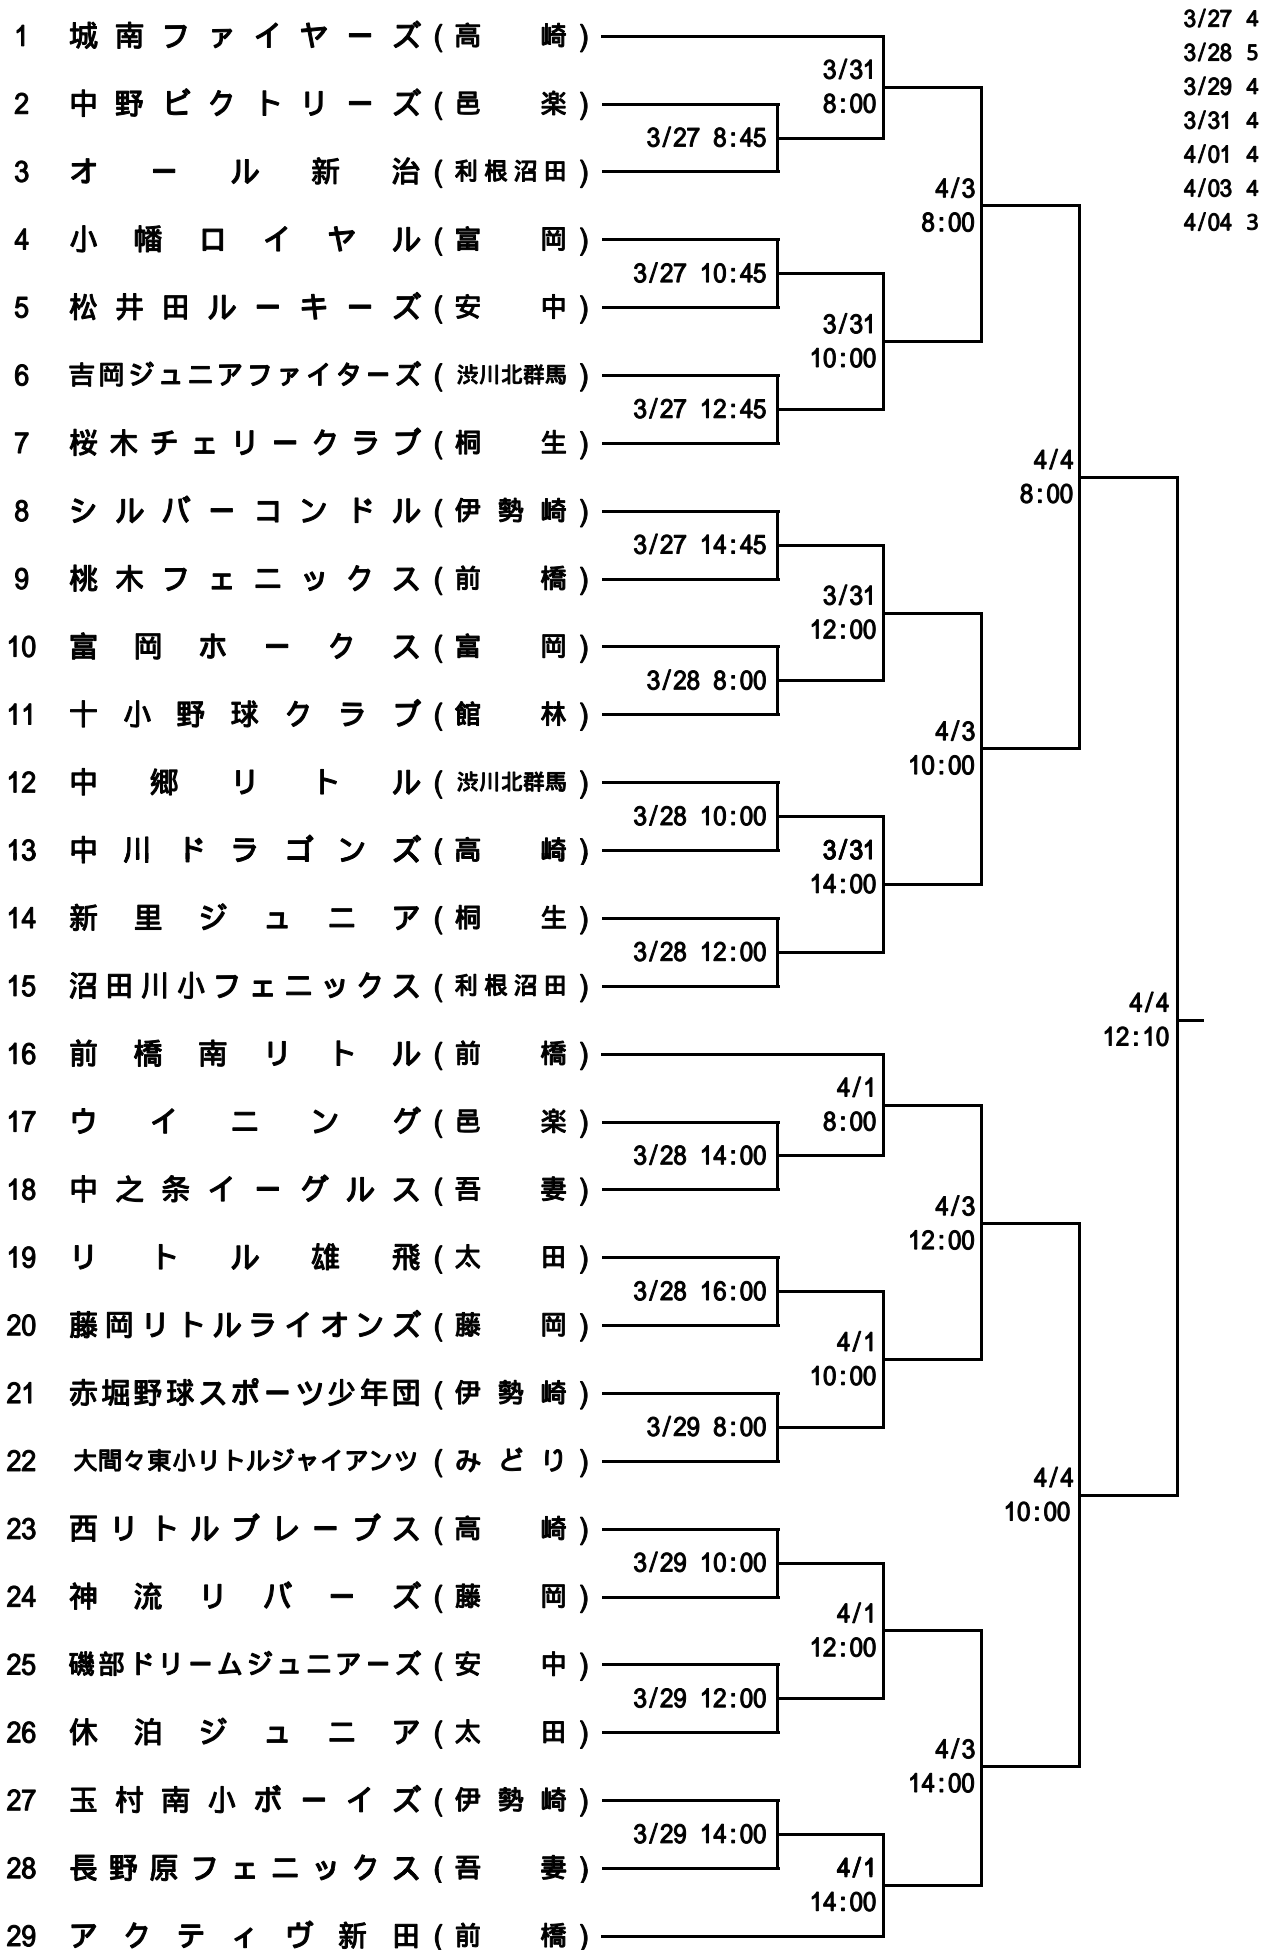 1 城南ファイヤーズ(高崎)
2 中野ビクトリーズ(邑楽)
3 オール新治(利根沼田)
4 小幡ロイヤル(富岡)
5 松井田ルーキーズ(安中)
6 吉岡ジュニアファイターズ(渋川北群馬)
7 桜木チェリークラブ(桐生)
8 シルバーコンドル(伊勢崎)
9 桃木フェニックス(前橋)
10 富岡ホークス(富岡)
11 十小野球クラブ(館林)
12 中郷リトル(渋川北群馬)
13 中川ドラゴンズ(高崎)
14 新里ジュニア(桐生)
15 沼田川小フェニックス(利根沼田)
16 前橋南リトル(前橋)
17 ウイニング(邑楽)
18 中之条イーグルス(吾妻)
19 リトル雄飛(太田)
20 藤岡リトルライオンズ(藤岡)
21 赤堀野球スポーツ少年団(伊勢崎)
22 大間々東小リトルジャイアンツ(みどり)
23 西リトルブレーブス(高崎)
24 神流リバーズ(藤岡)
25 磯部ドリームジュニアーズ(安中)
26 休泊ジュニア(太田)
27 玉村南小ボーイズ(伊勢崎)
28 長野原フェニックス(吾妻)
29 アクティヴ新田(前橋)
3/27 8:45
3/27 10:45
3/27 12:45
3/27 14:45
3/28 8:00
3/28 10:00
3/28 12:00
3/28 14:00
3/28 16:00
3/29 8:00
3/29 10:00
3/29 12:00
3/29 14:00
3/31
8:00
3/31
10:00
3/31
12:00
3/31
14:00
4/1
8:00
4/1
10:00
4/1
12:00
4/1
14:00
4/3
8:00
4/3
10:00
4/3
12:00
4/3
14:00
4/4
8:00
4/4
10:00
4/4
12:10
3/27 4
3/28 5
3/29 4
3/31 4
4/01 4
4/03 4
4/04 3